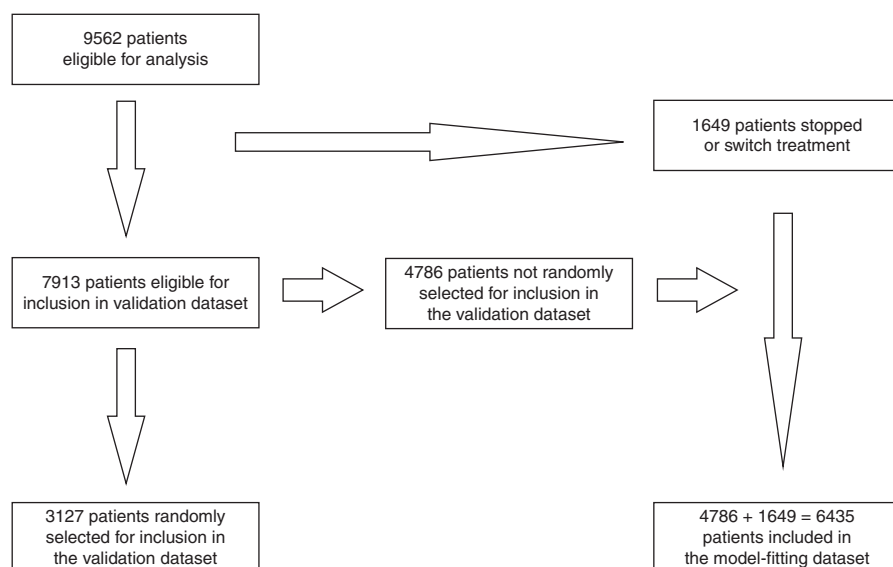 9562 patients
eligible for analysis
1649 patients stopped
or switch treatment
7913 patients eligible for
inclusion in validation dataset
4786 patients not randomly
selected for inclusion in
the validation dataset
3127 patients randomly
selected for inclusion in
the validation dataset
4786 + 1649 = 6435
patients included in
the model-fitting dataset